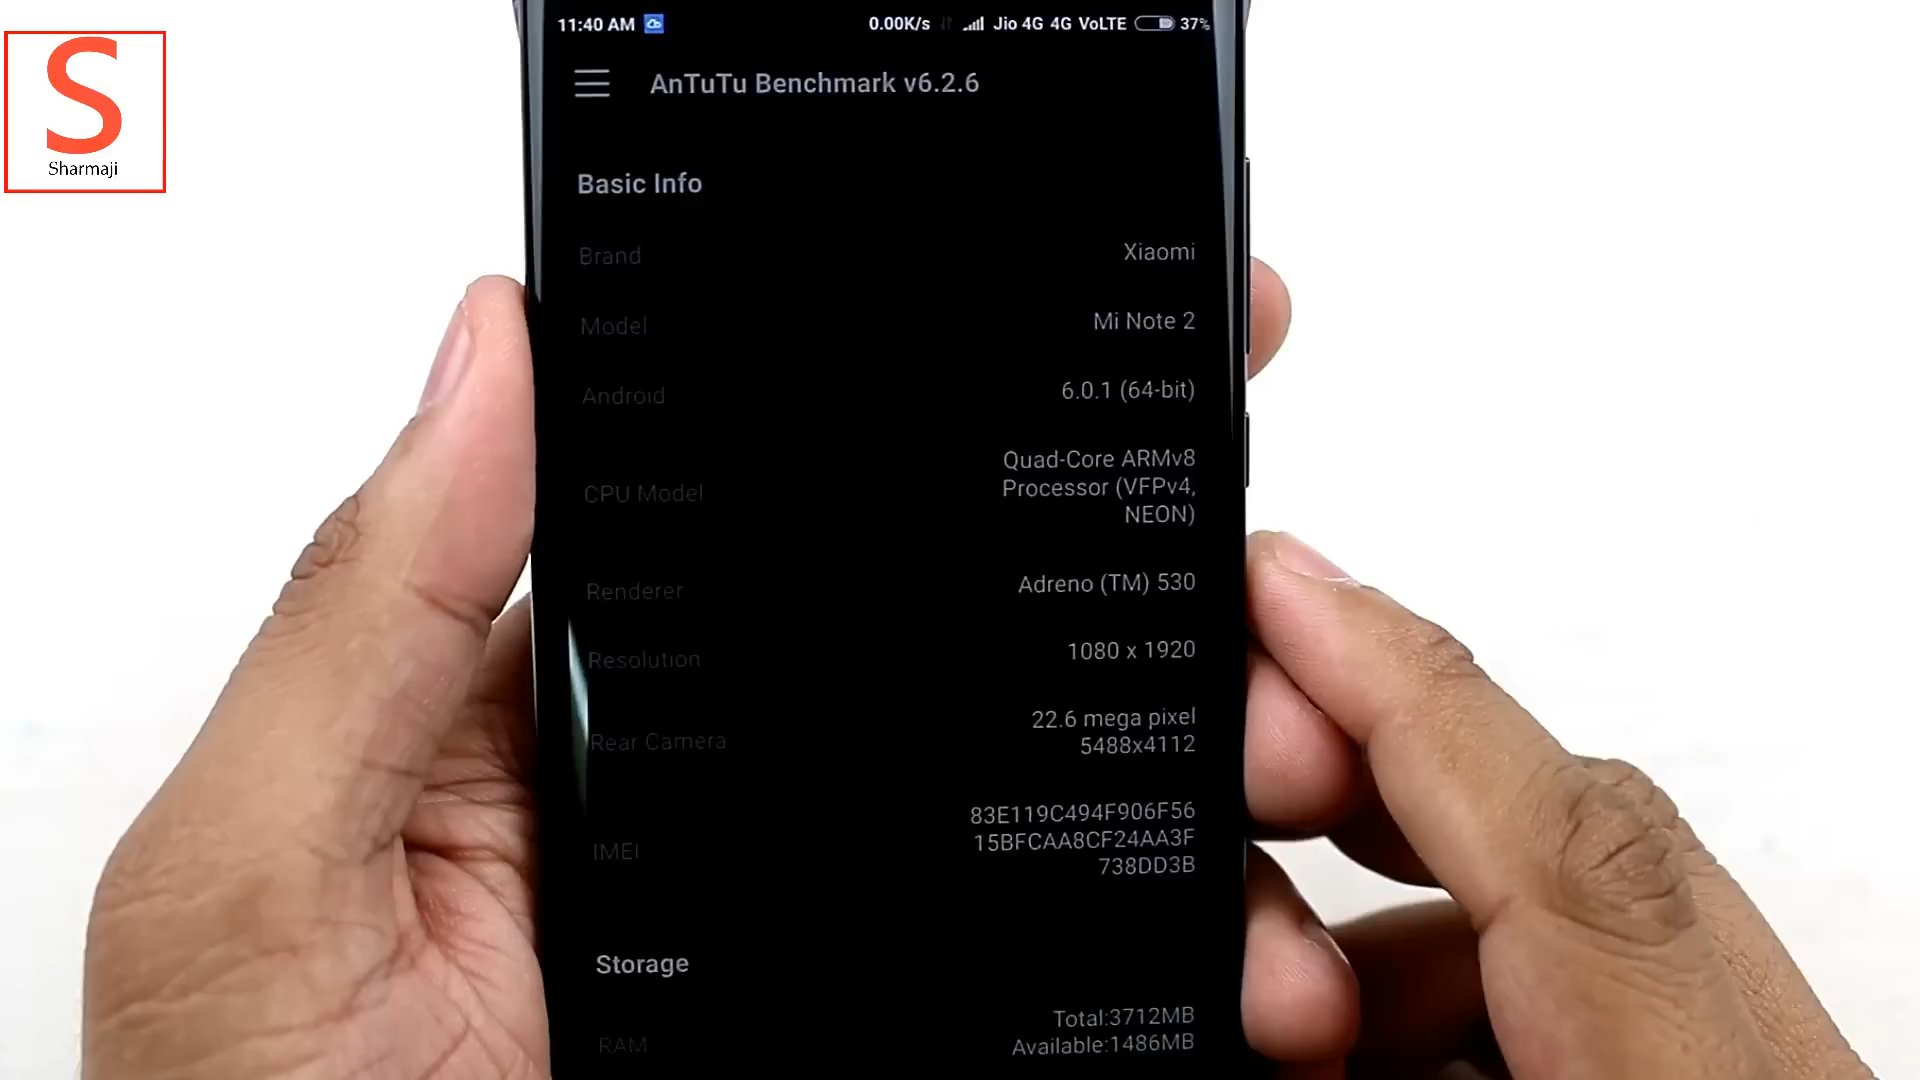 S
Sharmaji
11:40 AM 0.00K/s Jio 4G 4G VoLTE 37%
AnTuTu Benchmark v6.2.6
Basic Info
Brand Xiaomi
Model Mi Note 2
Android 6.0.1 (64-bit)
CPU Model Quad-Core ARMv8
Processor (VFPv4,
NEON)
Renderer Adreno (TM) 530
Resolution 1080 x 1920
Rear Camera 22.6 mega pixel
5488x4112
IMEI 83E119C494F906F56
15BFCAA8CF24AA3F
738DD3B
Storage
RAM Total:3712MB
Available:1486MB